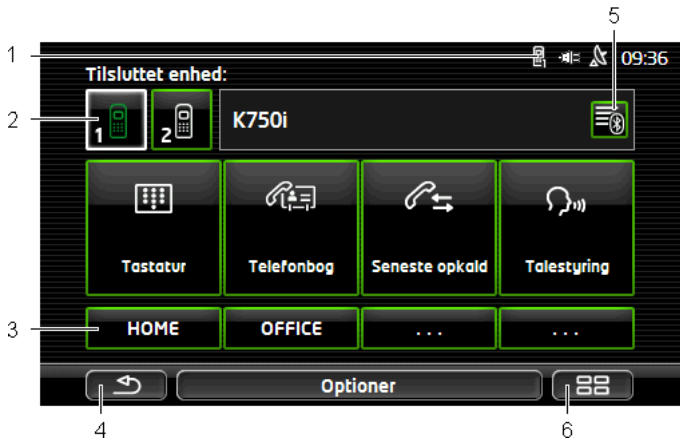 5
1
09:36
Tilsluttet enhed:
2
1
2
K750i
Tastatur
Telefonbog
Seneste opkald
Talestyring
3
HOME
OFFICE
...
...
Optioner
4
6